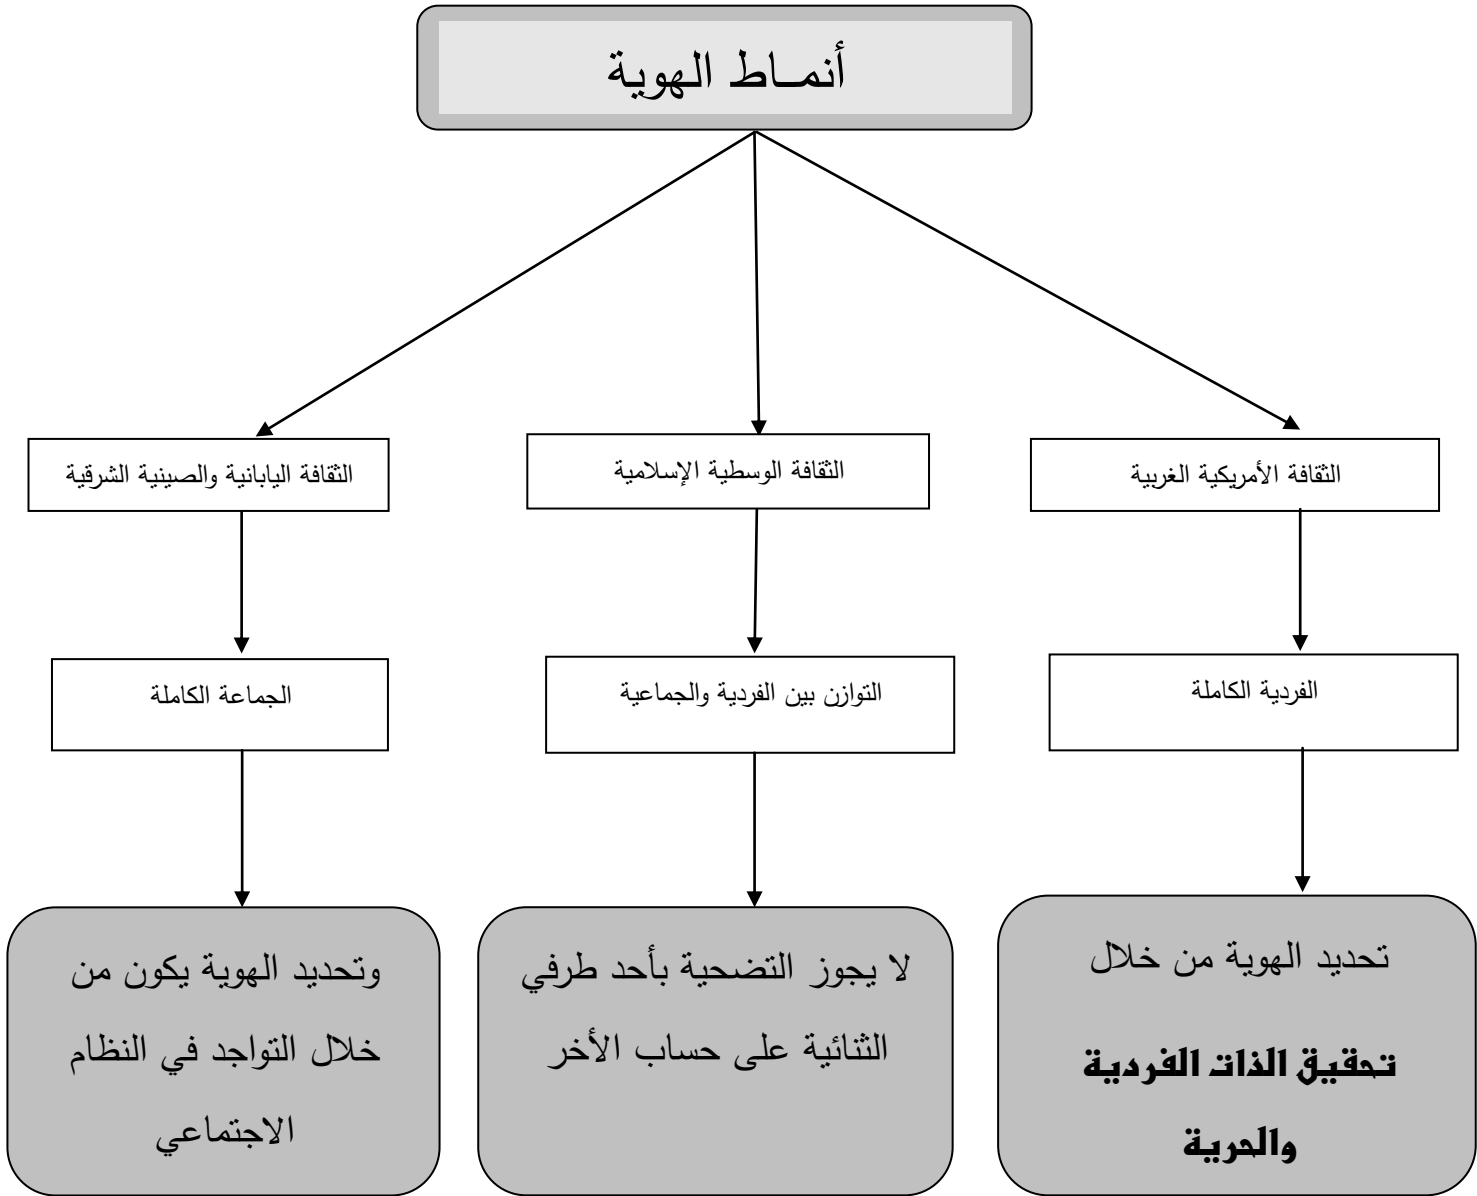 أنمــاط الهوية
الثقافة الأمريكية الغربية
الثقافة الوسطية الإسلامية
الثقافة اليابانية والصينية الشرقية
الفردية الكاملة
التوازن بين الفردية والجماعية
الجماعة الكاملة
تحديد الهوية من خلال
تحقيق الذات الفردية
والحرية
لا يجوز التضحية بأحد طرفي
الثنائية على حساب الأخر
وتحديد الهوية يكون من
خلال التواجد في النظام
الاجتماعي